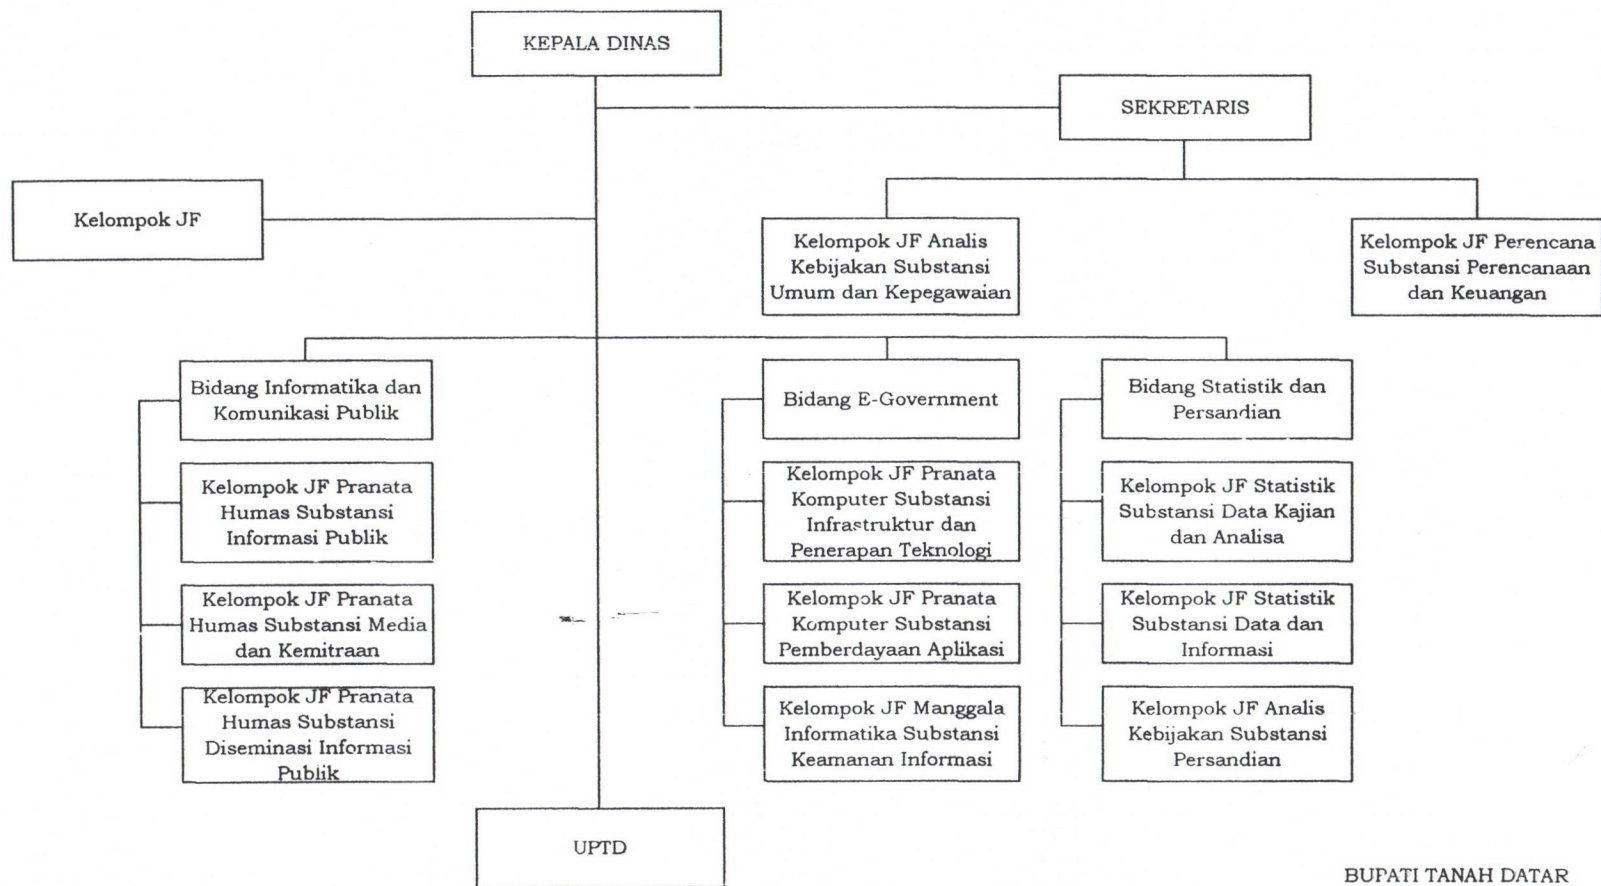 KEPALA DINAS
SEKRETARIS
Kelompok JF
Kelompok JF Analis
Kebijakan Substansi
Umum dan Kepegawaian
Kelompok JF Perencana
Substansi Perencanaan
dan Keuangan
Bidang Informatika dan
Komunikasi Publik
Bidang E-Government
Bidang Statistik dan
Persandian
Kelompok JF Pranata
Humas Substansi
Informasi Publik
Kelompok JF Pranata
Komputer Substansi
Infrastruktur dan
Penerapan Teknologi
Kelompok JF Statistik
Substansi Data Kajian
dan Analisa
Kelompok JF Pranata
Humas Substansi Media
dan Kemitraan
Kelompok JF Pranata
Komputer Substansi
Pemberdayaan Aplikasi
Kelompok JF Statistik
Substansi Data dan
Informasi
Kelompok JF Pranata
Humas Substansi
Diseminasi Informasi
Publik
Kelompok JF Manggala
Informatika Substansi
Keamanan Informasi
Kelompok JF Analis
Kebijakan Substansi
Persandian
UPTD
BUPATI TANAH DATAR